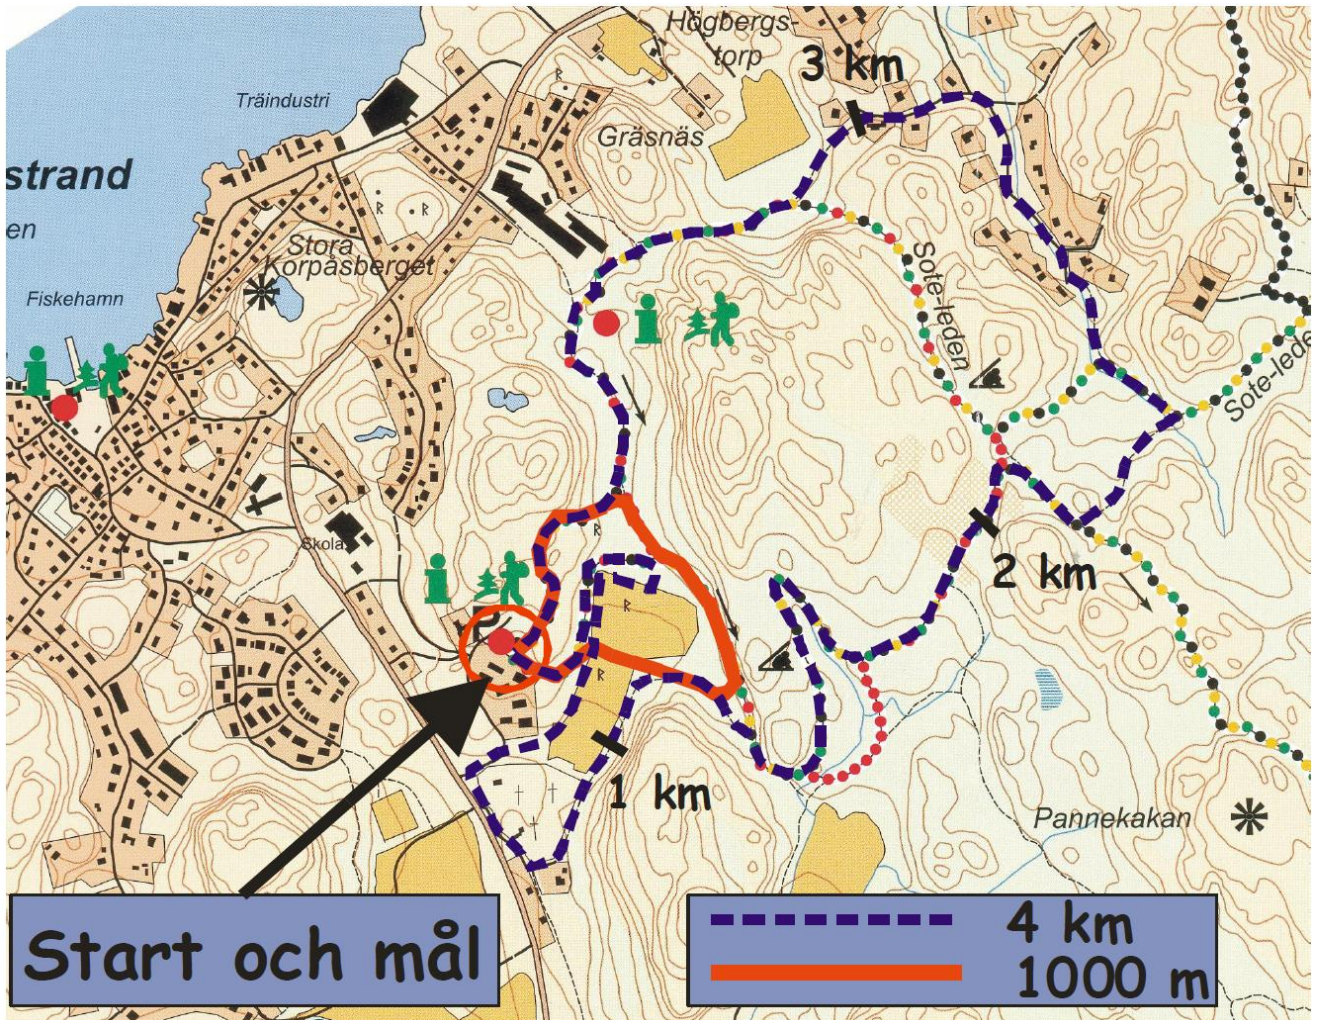 Högbergs-
torp
3 km
Träindustri
Gräsnäs
strand
en
R
R
R
Stora
Korpåsberget
Sote-leden
Fiskehamn
Sote-lede
Skola
R
P
R
R
2 km
1 km
Pannekakan
Start och mål
4 km
1000 m